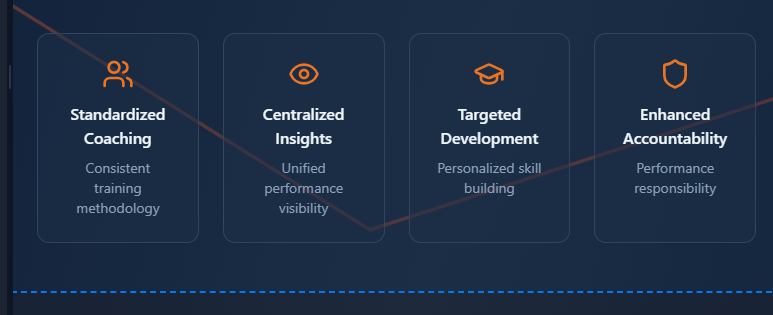 Standardized
Coaching
Consistent
training
methodology
Centralized
Insights
Unified
performance
visibility
Targeted
Development
Personalized skill
building
Enhanced
Accountability
Performance
responsibility